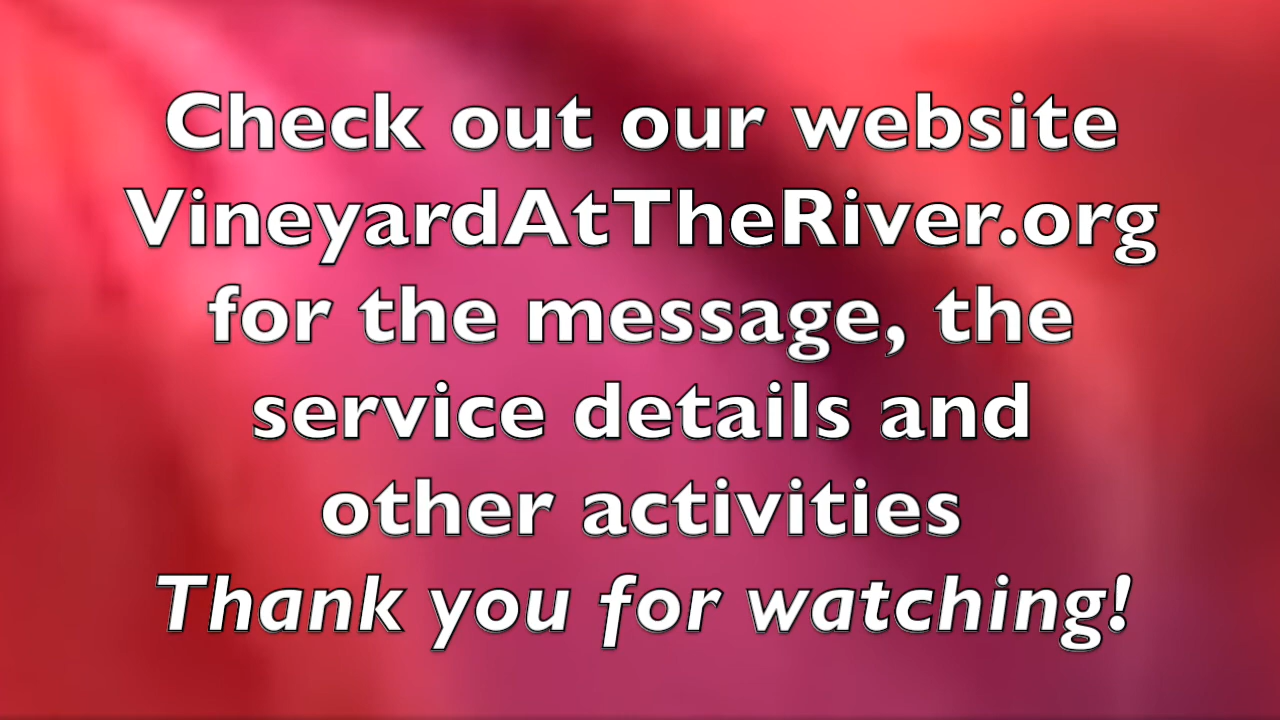 Check out our website
VineyardAtTheRiver.org
for the message, the
service details and
other activities
Thank you for watching!